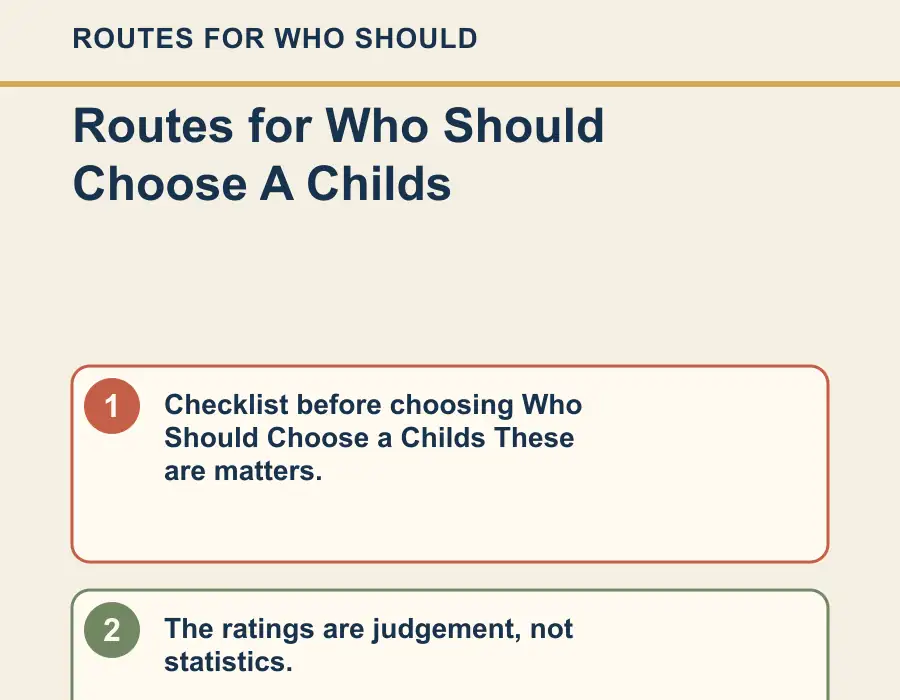 ROUTES FOR WHO SHOULD
Routes for Who Should
Choose A Childs
1
Checklist before choosing Who
Should Choose a Childs These
are matters.
2
The ratings are judgement, not
statistics.